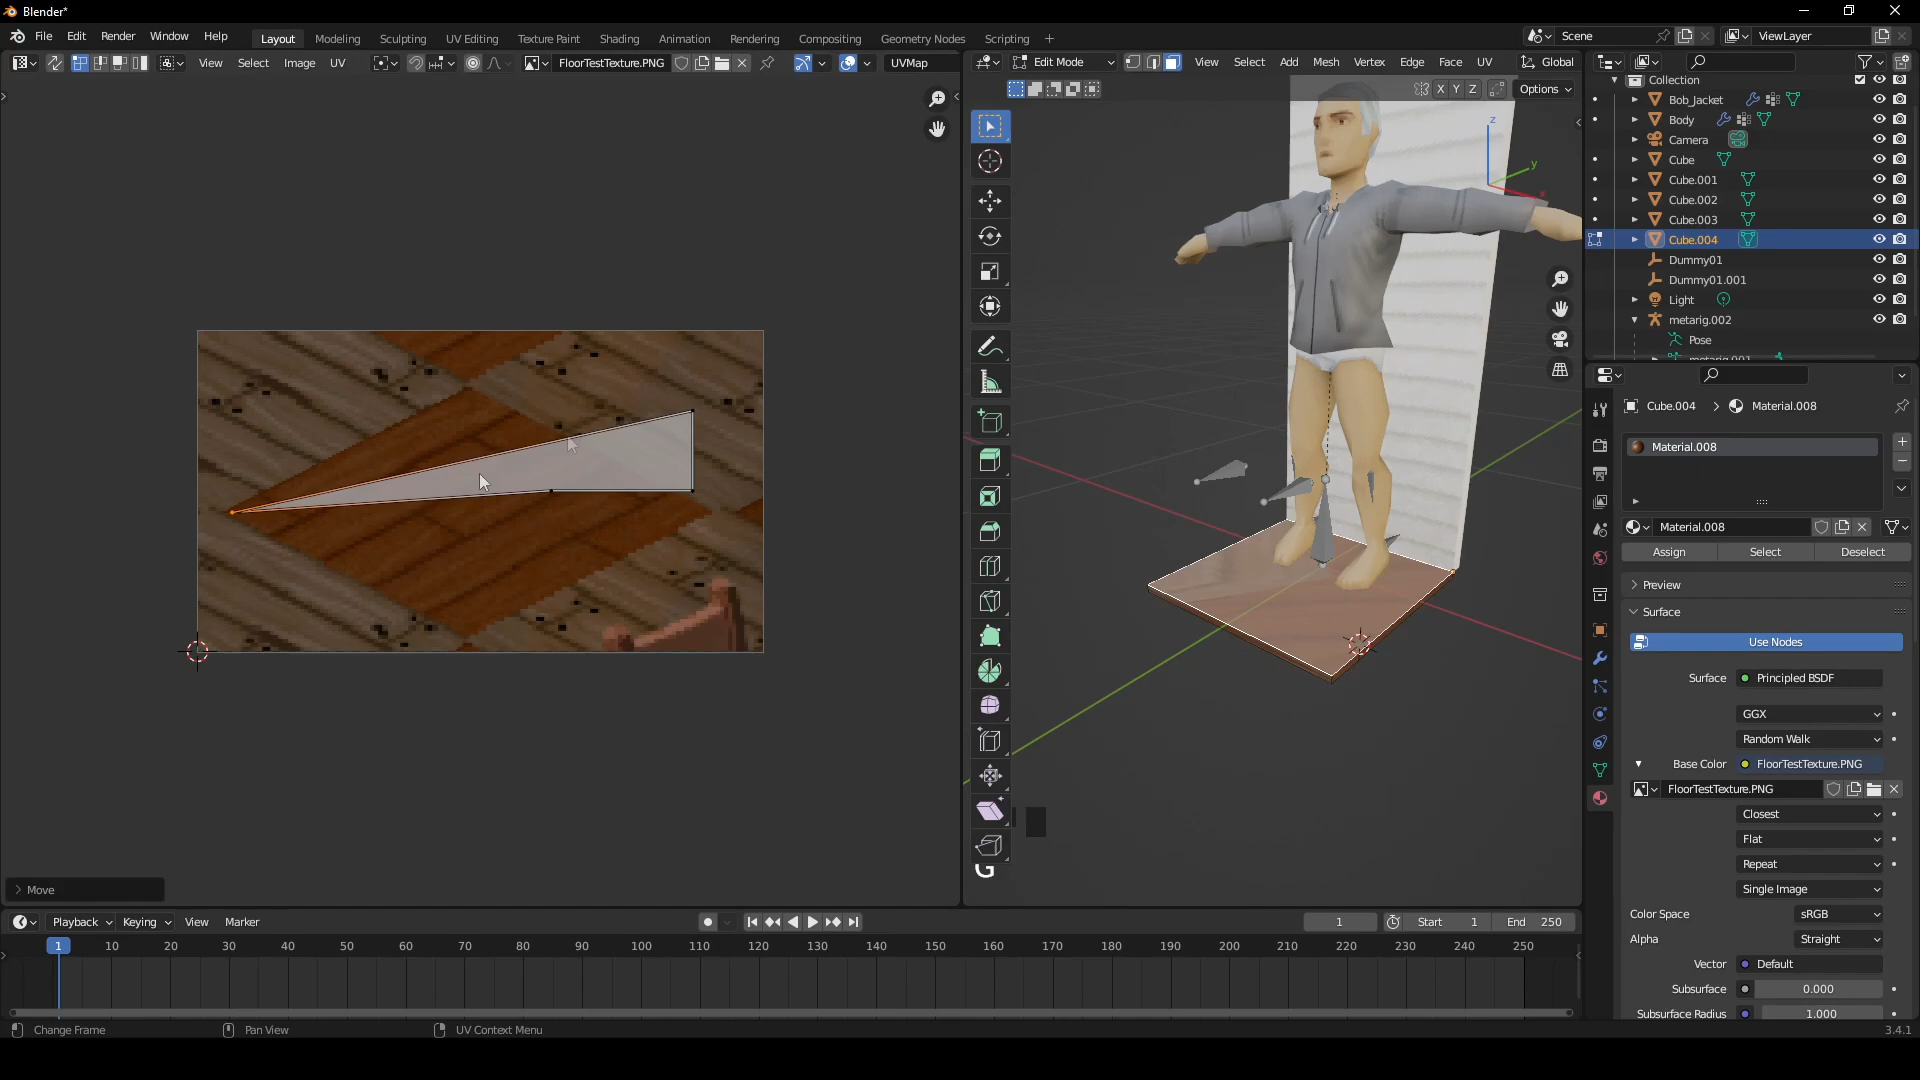 Blender*
File Edit Render Window Help
Layout Modeling Sculpting UV Editing Texture Paint Shading Animation Rendering Compositing Geometry Nodes Scripting +
Scene
ViewLayer
View Select Image UV
FloorTestTexture.PNG
UVMap
Edit Mode
View Select Add Mesh Vertex Edge Face UV
Global
X Y Z
Options
Collection
Bob_Jacket
Body
Camera
Cube
Cube.001
Cube.002
Cube.003
Cube.004
Dummy01
Dummy01.001
Light
metarig.002
Pose
metarig.001
z
y
x
Cube.004 > Material.008
Material.008
Material.008
Assign Select Deselect
Preview
Surface
Use Nodes
Surface Principled BSDF
GGX
Random Walk
Base Color FloorTestTexture.PNG
FloorTestTexture.PNG
Closest
Flat
Repeat
Single Image
Color Space sRGB
Alpha Straight
Vector Default
Subsurface 0.000
Subsurface Radius 1.000
G
Move
Playback Keying View Marker
1
Start 1
End 250
1 10 20 30 40 50 60 70 80 90 100 110 120 130 140 150 160 170 180 190 200 210 220 230 240 250
Change Frame
Pan View
UV Context Menu
3.4.1